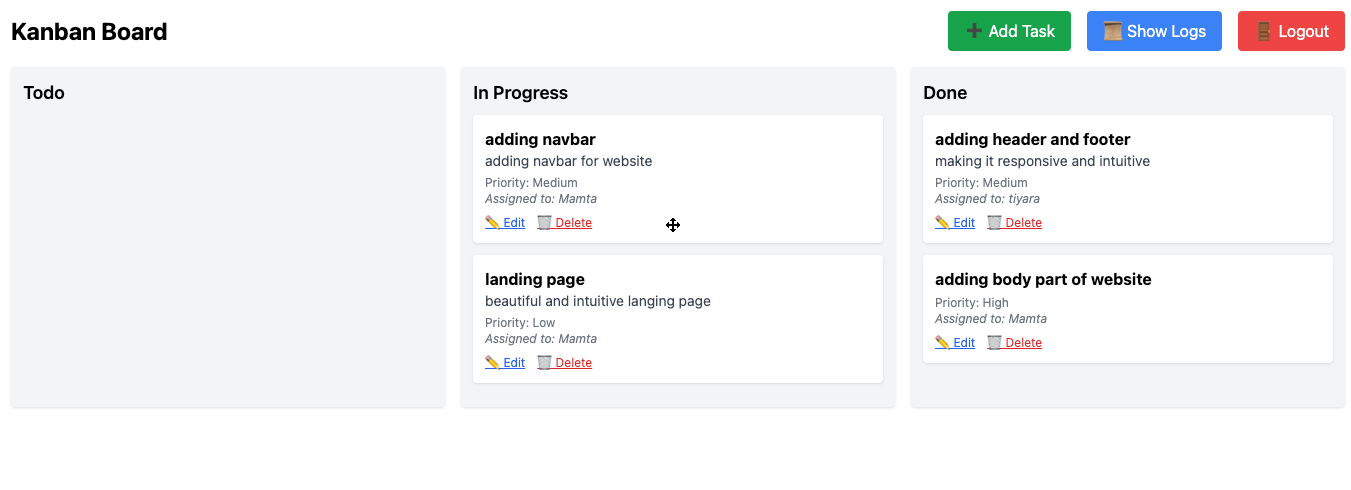 Kanban Board
➕ Add Task
Show Logs
🚪 Logout
Todo
In Progress
adding navbar
adding navbar for website
Priority: Medium
Assigned to: Mamta
✏️ Edit 🗑️ Delete
landing page
beautiful and intuitive langing page
Priority: Low
Assigned to: Mamta
✏️ Edit 🗑️ Delete
Done
adding header and footer
making it responsive and intuitive
Priority: Medium
Assigned to: tiyara
✏️ Edit 🗑️ Delete
adding body part of website
Priority: High
Assigned to: Mamta
✏️ Edit 🗑️ Delete